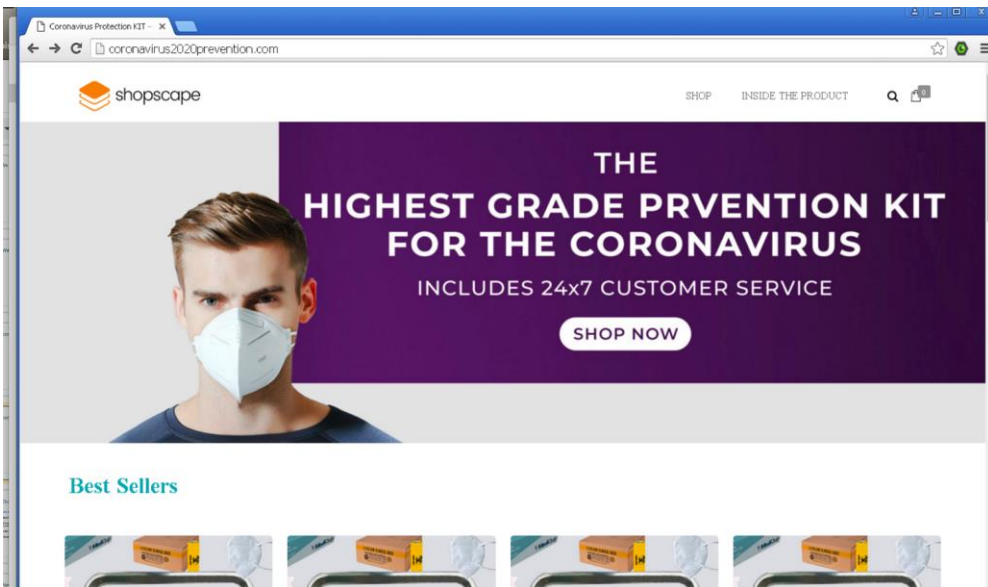 Coronavirus Protection KIT –
coronavirus2020prevention.com
shopscape
SHOP
INSIDE THE PRODUCT
0
THE
HIGHEST GRADE PRVENTION KIT
FOR THE CORONAVIRUS
INCLUDES 24x7 CUSTOMER SERVICE
SHOP NOW
Best Sellers